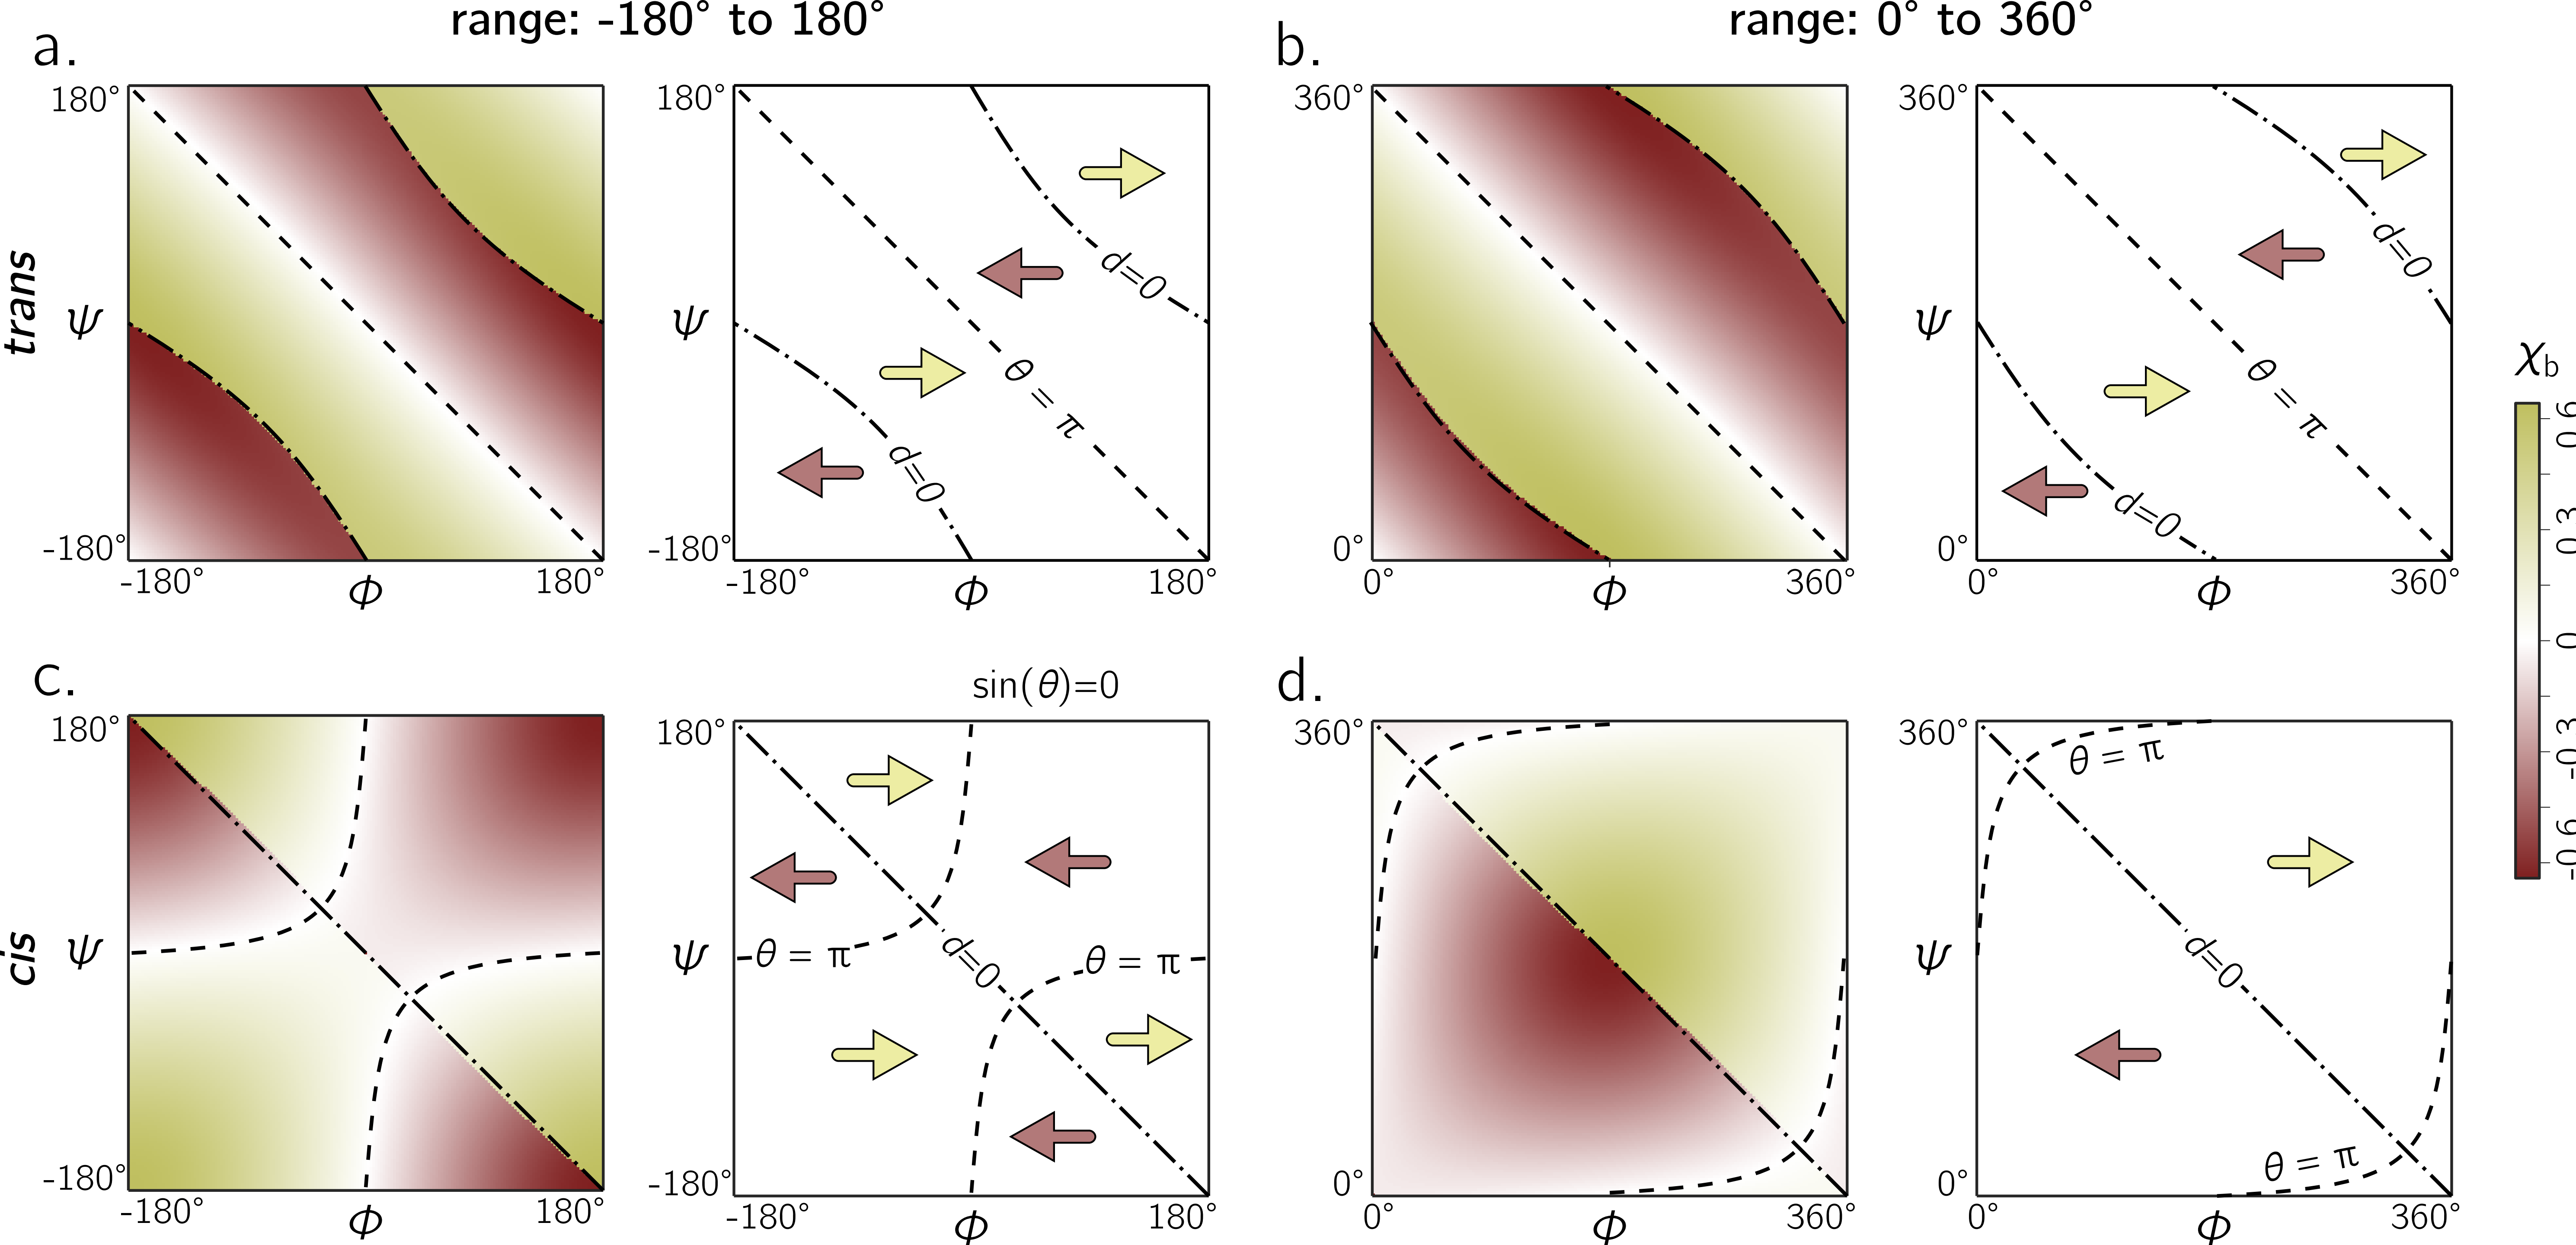 range: -180° to 180°
range: 0° to 360°
a.
b.
trans
180°
ψ
-180°
-180°
ϕ
180°
180°
ψ
-180°
-180°
ϕ
180°
d=0
θ = π
d=0
360°
0°
0°
ϕ
360°
360°
ψ
0°
0°
ϕ
360°
d=0
θ = π
d=0
χb
0.6
0.3
0
-0.3
-0.6
c.
sin(θ)=0
d.
cis
180°
ψ
-180°
-180°
ϕ
180°
180°
ψ
-180°
-180°
ϕ
180°
θ = π
d=0
θ = π
360°
0°
0°
ϕ
360°
360°
ψ
0°
0°
ϕ
360°
θ = π
d=0
θ = π